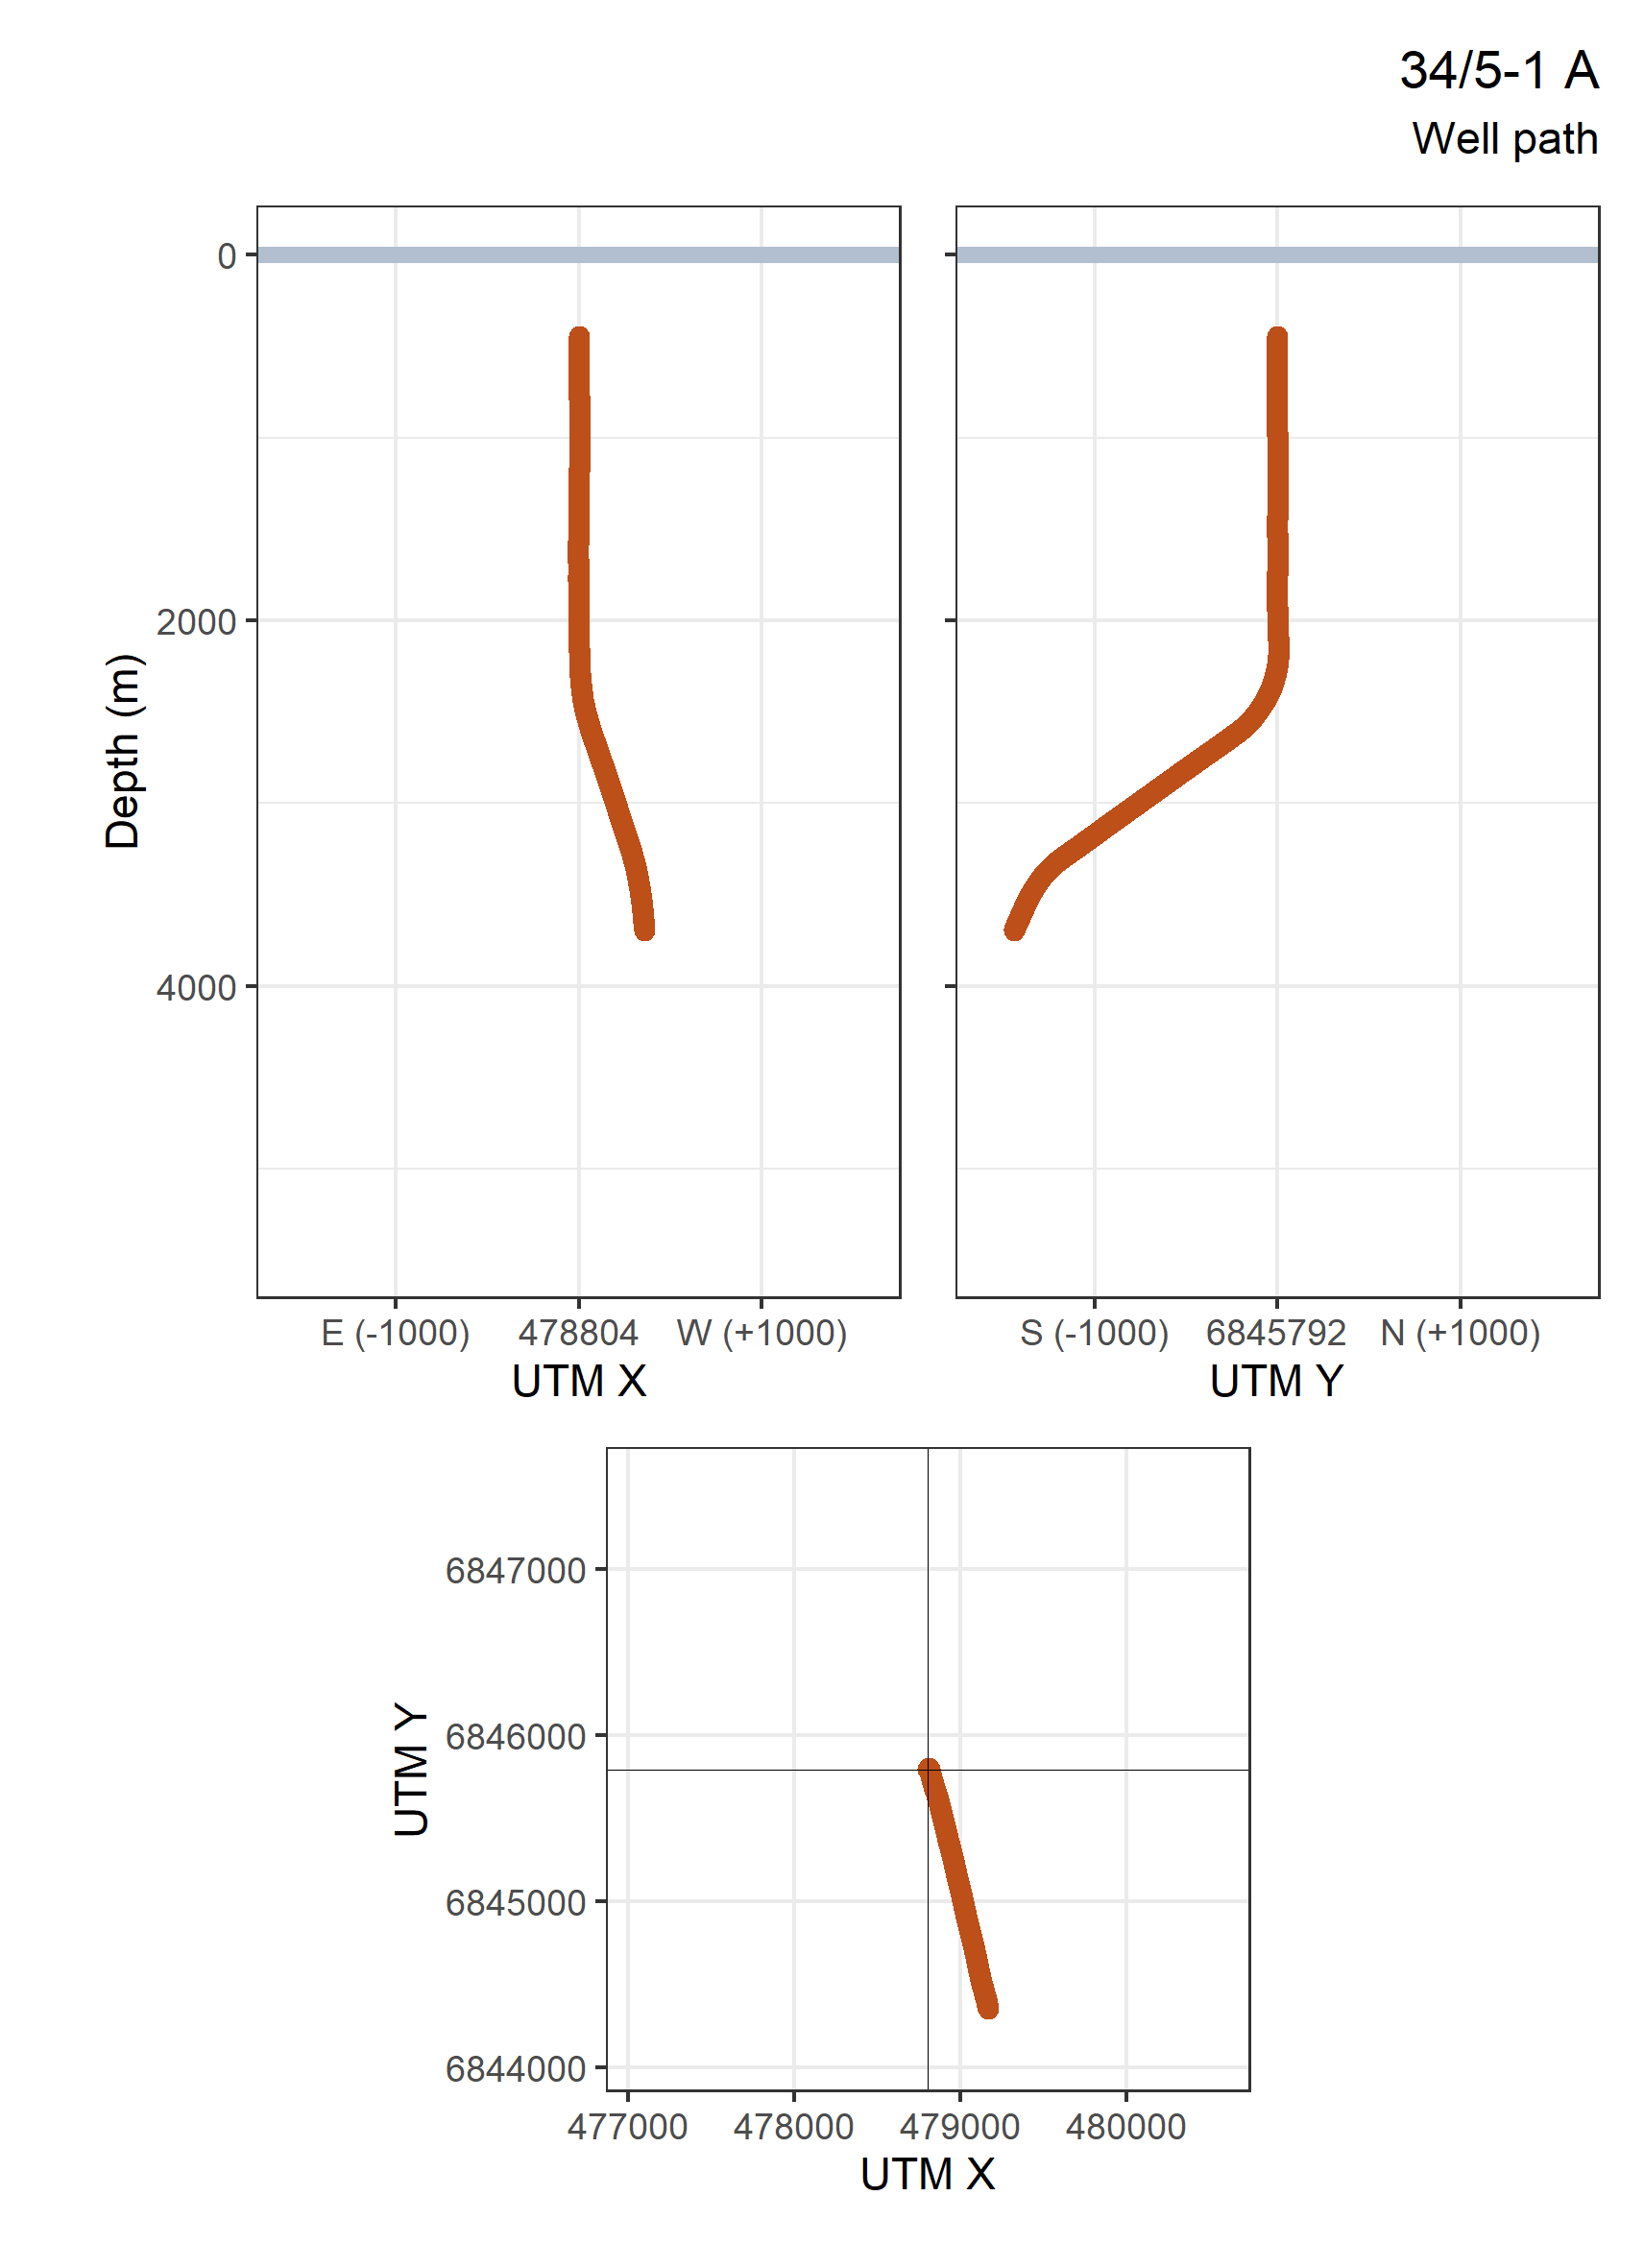 34/5-1 A
Well path
0
2000
4000
Depth (m)
E (-1000) 478804 W (+1000)
UTM X
S (-1000) 6845792 N (+1000)
UTM Y
6847000
6846000
6845000
6844000
UTM Y
477000 478000 479000 480000
UTM X